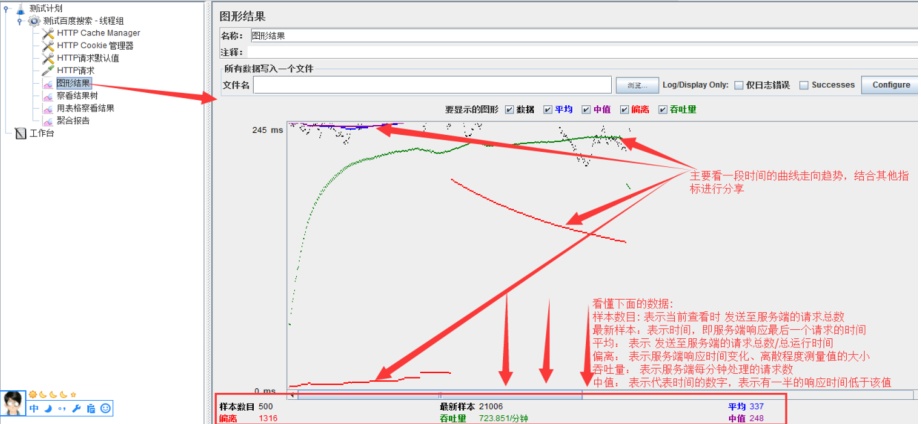 测试计划
测试百度搜索 - 线程组
HTTP Cache Manager
HTTP Cookie 管理器
HTTP请求默认值
HTTP请求
图形结果
察看结果树
用表格察看结果
聚合报告
工作台
图形结果
名称： 图形结果
注释：
所有数据写入一个文件
文件名 浏览... Log/Display Only: 仅日志错误 Successes Configure
要显示的图形 数据 平均 中值 偏离 吞吐量
245 ms
主要看一段时间的曲线走向趋势，结合其他指
标进行分享
看懂下面的数据:
样本数目: 表示当前查看时 发送至服务端的请求总数
最新样本：表示时间，即服务端响应最后一个请求的时间
平均： 表示 发送至服务端的请求总数/总运行时间
偏离： 表示服务端响应时间变化、离散程度测量值的大小
吞吐量： 表示服务端每分钟处理的请求数
中值： 表示代表时间的数字，表示有一半的响应时间低于该值
0 ms
样本数目 500 最新样本 21006 平均 337
偏离 1316 吞吐量 723.851/分钟 中值 248
中